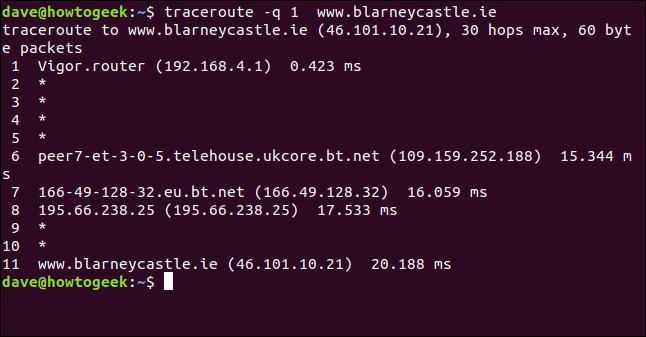 dave@howtogeek:~$ traceroute -q 1  www.blarneycastle.ie
traceroute to www.blarneycastle.ie (46.101.10.21), 30 hops max, 60 byt
e packets
 1  Vigor.router (192.168.4.1)  0.423 ms
 2  *
 3  *
 4  *
 5  *
 6  peer7-et-3-0-5.telehouse.ukcore.bt.net (109.159.252.188)  15.344 m
s
 7  166-49-128-32.eu.bt.net (166.49.128.32)  16.059 ms
 8  195.66.238.25 (195.66.238.25)  17.533 ms
 9  *
10  *
11  www.blarneycastle.ie (46.101.10.21)  20.188 ms
dave@howtogeek:~$